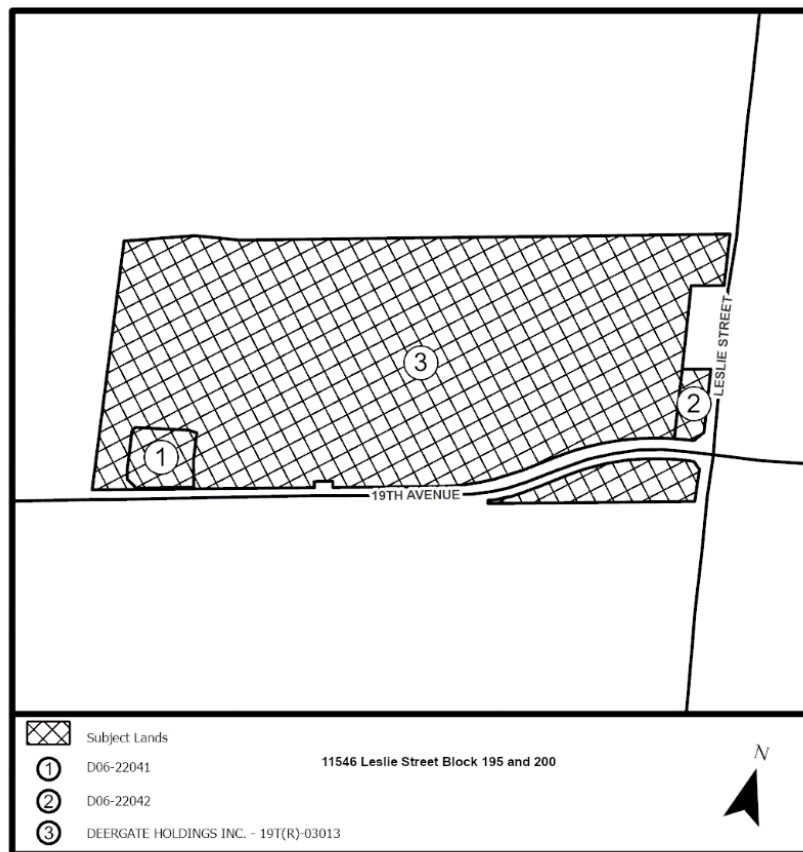 3
LESLIE STREET
2
1
19TH AVENUE
Subject Lands
1 D06-22041
11546 Leslie Street Block 195 and 200
N
2 D06-22042
3 DEERGATE HOLDINGS INC. - 19T(R)-03013